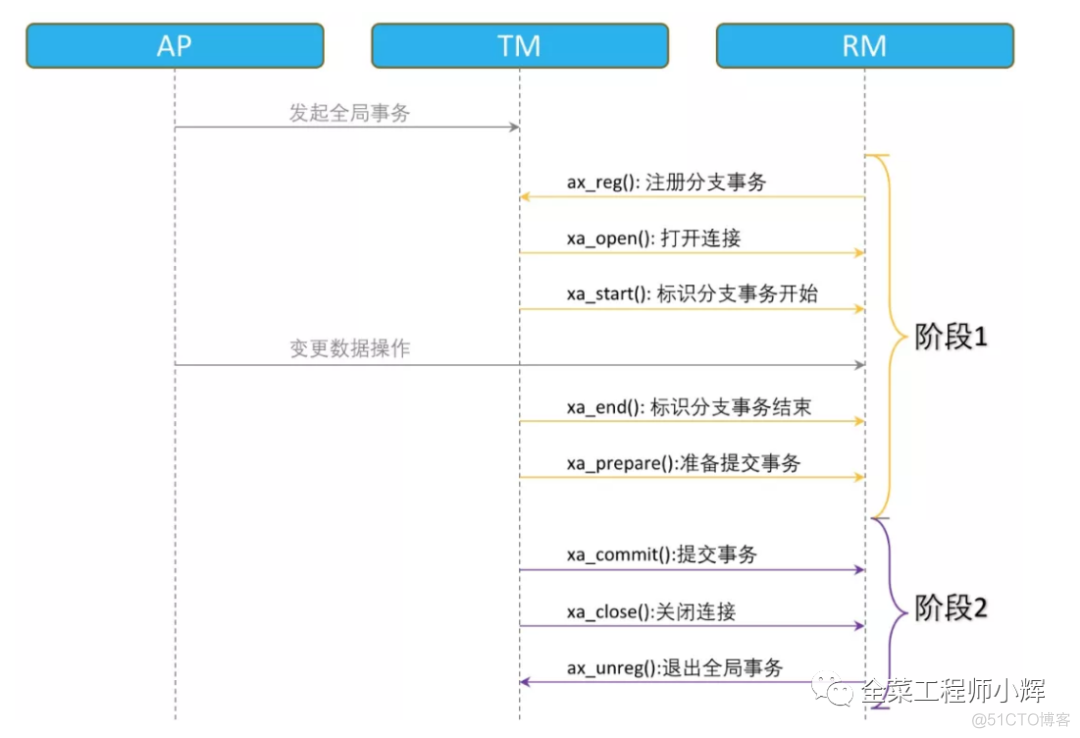 AP
TM
RM
发起全局事务
ax_reg(): 注册分支事务
xa_open(): 打开连接
xa_start(): 标识分支事务开始
阶段1
变更数据操作
xa_end(): 标识分支事务结束
xa_prepare():准备提交事务
xa_commit():提交事务
xa_close():关闭连接
阶段2
ax_unreg():退出全局事务
全菜工程师小辉
@51CTO博客